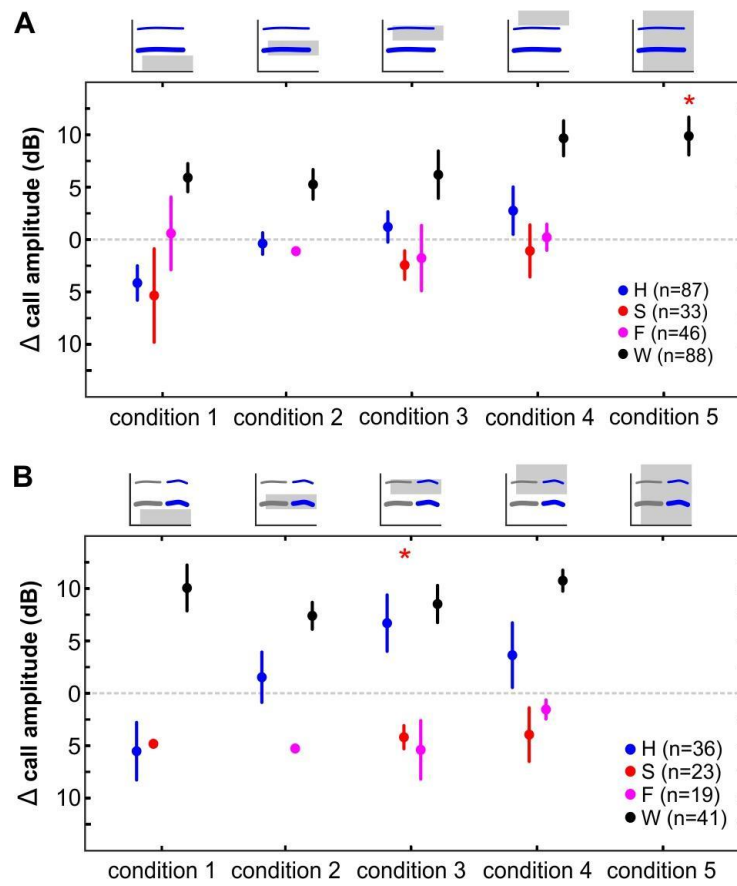 A
*
10
5
0
5
10
Δ call amplitude (dB)
H (n=87)
S (n=33)
F (n=46)
W (n=88)
condition 1 condition 2 condition 3 condition 4 condition 5
B
*
10
5
0
5
10
Δ call amplitude (dB)
H (n=36)
S (n=23)
F (n=19)
W (n=41)
condition 1 condition 2 condition 3 condition 4 condition 5